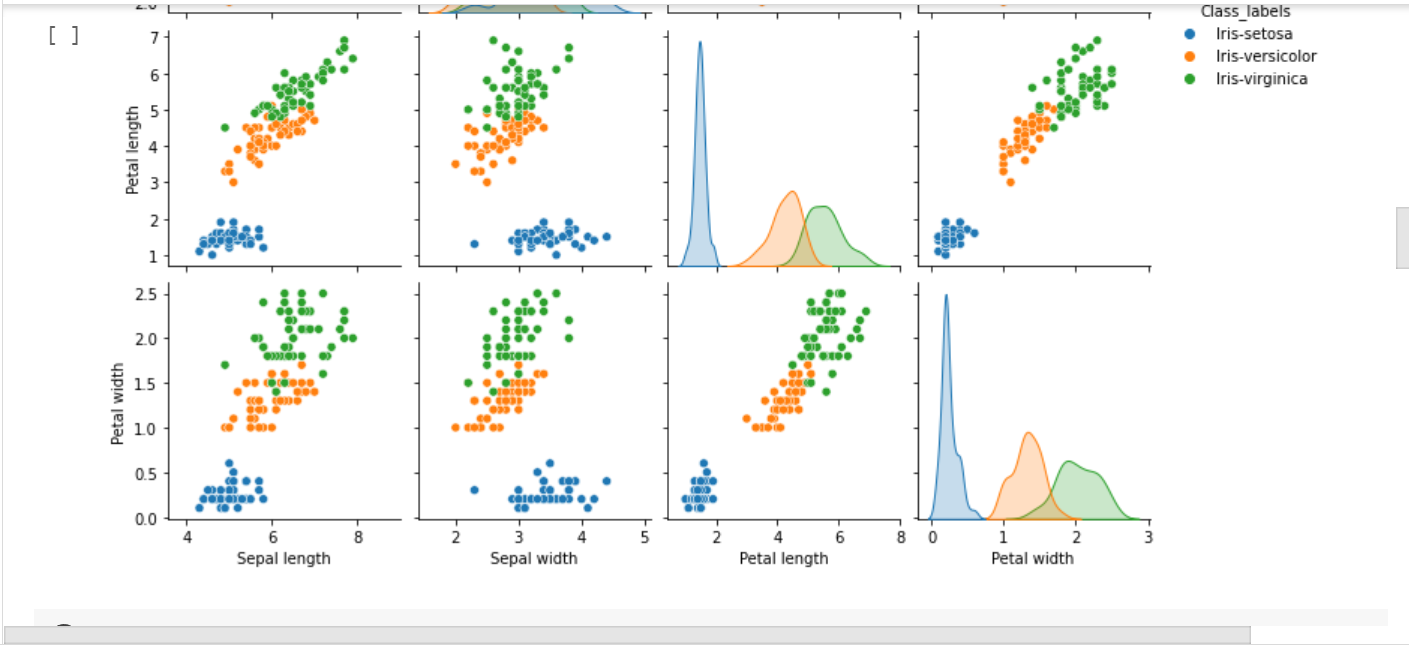 2.0
Class_labels
Iris-setosa
Iris-versicolor
Iris-virginica
[ ]
7
6
5
4
3
2
1
Petal length
2.5
2.0
1.5
1.0
0.5
0.0
Petal width
4 6 8
2 3 4 5
2 4 6 8
0 1 2 3
Sepal length
Sepal width
Petal length
Petal width